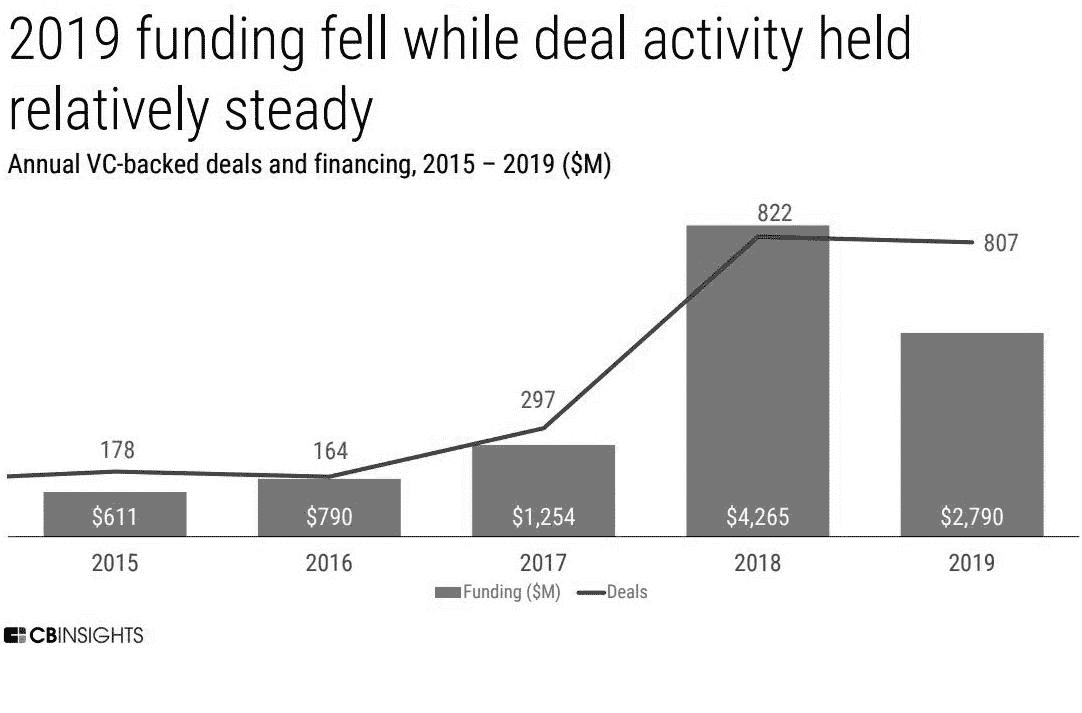 2019 funding fell while deal activity held
relatively steady
Annual VC-backed deals and financing, 2015 – 2019 ($M)
822
807
297
178
164
$611
$790
$1,254
$4,265
$2,790
2015
2016
2017
2018
2019
Funding ($M)
Deals
CBINSIGHTS